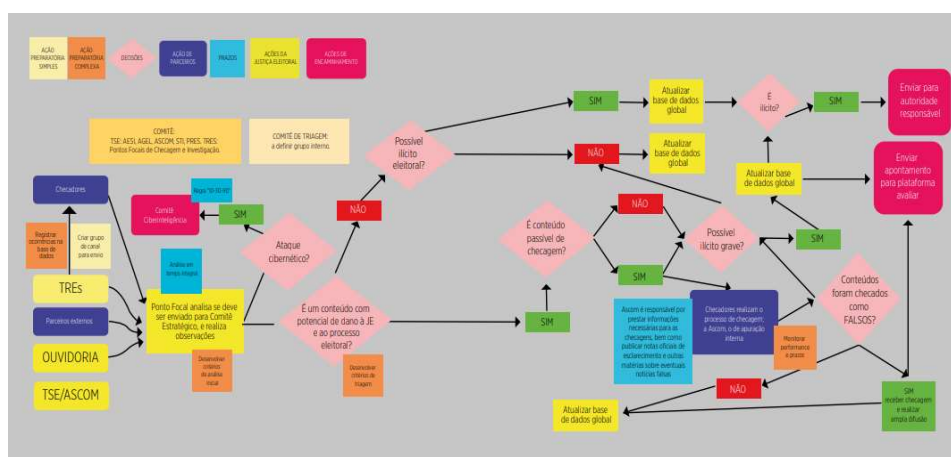 AÇÃO
PREPARATÓRIA
SIMPLES
AÇÃO
PREPARATÓRIA
COMPLEXA
DECISÕES
AÇÃO DE
PARCEIROS
PRAZOS
AÇÕES DA
JUSTIÇA ELEITORAL
AÇÕES DE
ENCAMINHAMENTO
COMITÊ:
TSE: AESI, AGEL, ASCOM, STI, PRES, TRES:
Pontos Focais de Checagem e Investigação.
COMITÊ DE TRIAGEM:
a definir grupo interno.
Checadores
Registrar
ocorrências na
base de
dados
Criar grupo
de canal
para envio
TREs
Parceiros externos
OUVIDORIA
TSE/ASCOM
Comitê
Ciberinteligência
SIM
Análise em
tempo integral
Ponto Focal analisa se deve
ser enviado para Comitê
Estratégico, e realiza
observações
Desenvolver
critérios
de análise
inicial
Ataque
cibernético?
NÃO
É um conteúdo com
potencial de dano à JE
e ao processo
eleitoral?
Desenvolver
critérios de
triagem
SIM
Possível
ilícito
eleitoral?
SIM
Atualizar
base de dados
global
É
ilícito?
SIM
Enviar para
autoridade
responsável
NÃO
Atualizar
base de dados
global
Atualizar base
de dados global
Enviar
apontamento
para plataforma
avaliar
É conteúdo
passível de
checagem?
NÃO
SIM
Possível
ilícito grave?
SIM
Ascom é responsável por
prestar informações
necessárias para as
checagens, bem como
publicar notas oficiais de
esclarecimento e outras
matérias sobre eventuais
notícias falsas
Checadores realizam o
processo de checagem;
a Ascom, o de apuração
interna
Monitorar
performance
e prazos
Conteúdos
foram checados
como
FALSOS?
NÃO
Atualizar base
de dados global
SIM
receber checagem
e realizar
ampla difusão